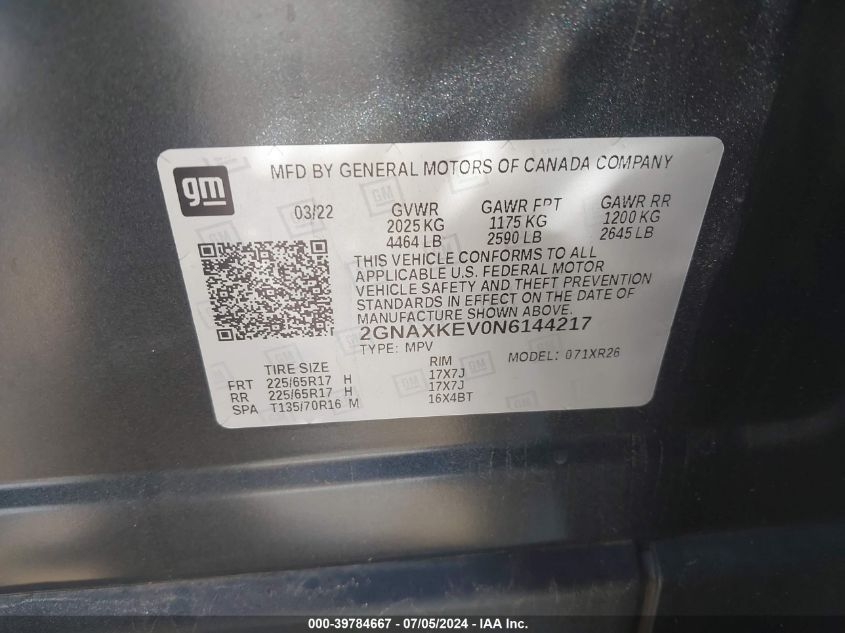 gm
MFD BY GENERAL MOTORS OF CANADA COMPANY
03/22 GVWR GAWR FRT GAWR RR
2025 KG 1175 KG 1200 KG
4464 LB 2590 LB 2645 LB
THIS VEHICLE CONFORMS TO ALL
APPLICABLE U.S. FEDERAL MOTOR
VEHICLE SAFETY AND THEFT PREVENTION
STANDARDS IN EFFECT ON THE DATE OF
MANUFACTURE SHOWN ABOVE.
2GNAXKEV0N6144217
TYPE: MPV MODEL: 071XR26
TIRE SIZE RIM
FRT 225/65R17 H 17X7J
RR 225/65R17 H 17X7J
SPA T135/70R16 M 16X4BT
000-39784667 - 07/05/2024 - IAA Inc.